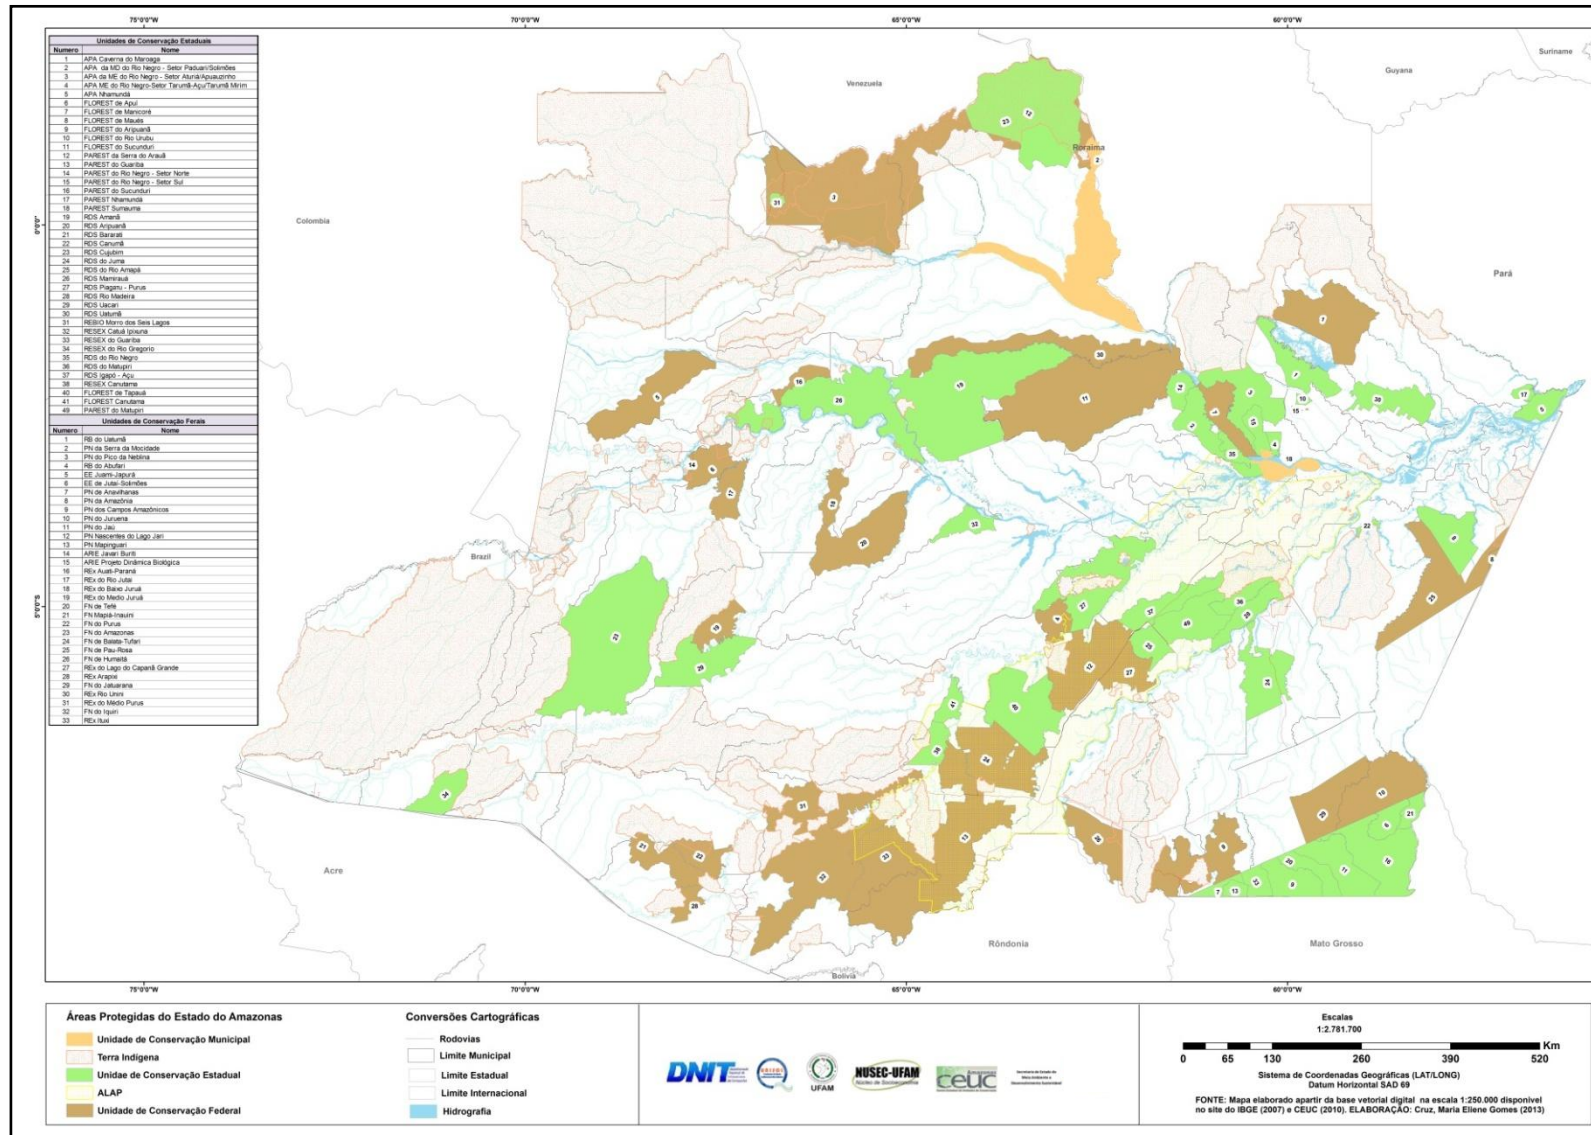 75°0'0"W 70°0'0"W 65°0'0"W 60°0'0"W
Unidades de Conservação Estaduais
Numero Nome
1 APA Caverna do Maroaga
2 APA da MD do Rio Negro - Setor Paduari/Solimões
3 APA da ME do Rio Negro - Setor Aturiá/Apuauzinho
4 APA ME do Rio Negro-Setor Tarumã-Açu/Tarumã Mirim
5 APA Nhamundá
6 FLOREST de Apuí
7 FLOREST de Manicoré
8 FLOREST de Maués
9 FLOREST do Aripuanã
10 FLOREST do Rio Urubu
11 FLOREST do Sucunduri
12 PAREST da Serra do Arauã
13 PAREST do Guariba
14 PAREST do Rio Negro - Setor Norte
15 PAREST do Rio Negro - Setor Sul
16 PAREST do Sucunduri
17 PAREST Nhamundá
18 PAREST Sumauma
19 RDS Amanã
20 RDS Aripuanã
21 RDS Bararati
22 RDS Canumã
23 RDS Cujubim
24 RDS do Juma
25 RDS do Rio Amapá
26 RDS Mamirauá
27 RDS Piagaru - Purus
28 RDS Rio Madeira
29 RDS Uacari
30 RDS Uatumã
31 REBIO Morro dos Seis Lagos
32 RESEX Catuá Ipixuna
33 RESEX do Guariba
34 RESEX do Rio Gregorio
35 RDS do Rio Negro
36 RDS do Matupiri
37 RDS Igapó - Açu
38 RESEX Canutama
40 FLOREST de Tapauá
41 FLOREST Canutama
49 PAREST do Matupiri
Unidades de Conservação Ferais
Numero Nome
1 RB do Uatumã
2 PN da Serra da Mocidade
3 PN do Pico da Neblina
4 RB do Abufari
5 EE Juami-Japurá
6 EE de Jutaí-Solimões
7 PN de Anavilhanas
8 PN da Amazônia
9 PN dos Campos Amazônicos
10 PN do Juruena
11 PN do Jaú
12 PN Nascentes do Lago Jari
13 PN Mapinguari
14 ARIE Javari Buriti
15 ARIE Projeto Dinâmica Biológica
16 REx Auati-Paraná
17 REx do Rio Jutaí
18 REx do Baixo Juruá
19 REx do Medio Juruá
20 FN de Tefé
21 FN Mapiá-Inauini
22 FN do Purus
23 FN do Amazonas
24 FN de Balata-Tufari
25 FN de Pau-Rosa
26 FN de Humaitá
27 REx do Lago do Capanã Grande
28 REx Arapixi
29 FN do Jatuarana
30 REx Rio Unini
31 REx do Médio Purus
32 FN do Iquiri
33 REx Ituxi
0°0'0"
5°0'0"S
Suriname
Guyana
Venezuela
Roraima
Colombia
Pará
Brazil
Acre
Rôndonia
Mato Grosso
Bolívia
75°0'0"W 70°0'0"W 65°0'0"W 60°0'0"W
Áreas Protegidas do Estado do Amazonas
Unidade de Conservação Municipal
Terra Indígena
Unidae de Conservação Estadual
ALAP
Unidade de Conservação Federal
Conversões Cartográficas
Rodovias
Limite Municipal
Limite Estadual
Limite Internacional
Hidrografia
DNIT
UFAM
NUSEC-UFAM
Núcleo de Socioeconomia
Amazonas
ceuc
Escalas
1:2.781.700
0 65 130 260 390 520 Km
Sistema de Coordenadas Geográficas (LAT/LONG)
Datum Horizontal SAD 69
FONTE: Mapa elaborado apartir da base vetorial digital na escala 1:250.000 disponivel
no site do IBGE (2007) e CEUC (2010). ELABORAÇÃO: Cruz, Maria Eliene Gomes (2013)